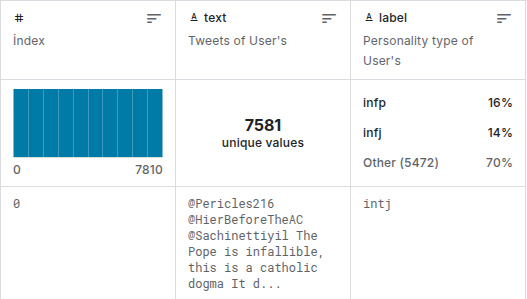 # A text A label
İndex Tweets of User's Personality type of
User's
7581
unique values
0 7810
infp 16%
infj 14%
Other (5472) 70%
0
@Pericles216
@HierBeforeTheAC
@Sachinettiyil The
Pope is infallible,
this is a catholic
dogma It d...
intj